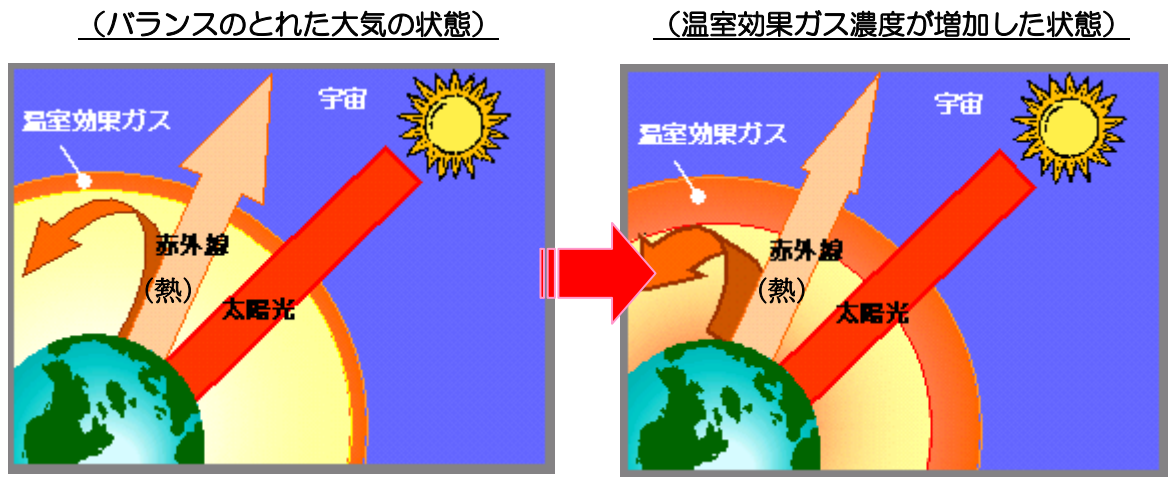 （バランスのとれた大気の状態）
（温室効果ガス濃度が増加した状態）
宇宙
温室効果ガス
赤外線
（熱）
太陽光
宇宙
温室効果ガス
赤外線
（熱）
太陽光